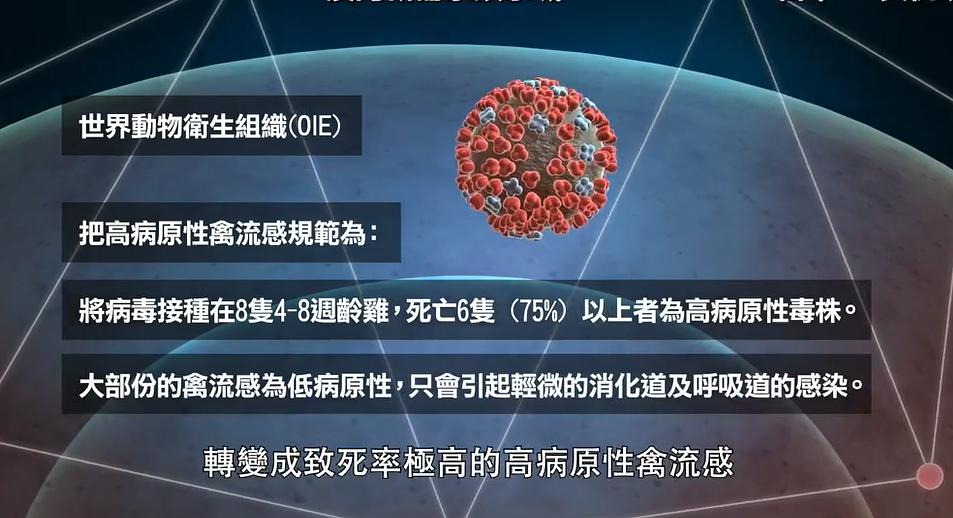 世界動物衛生組織(OIE)
把高病原性禽流感規範為：
將病毒接種在8隻4-8週齡雞，死亡6隻（75%）以上者為高病原性毒株。
大部份的禽流感為低病原性，只會引起輕微的消化道及呼吸道的感染。
轉變成致死率極高的高病原性禽流感